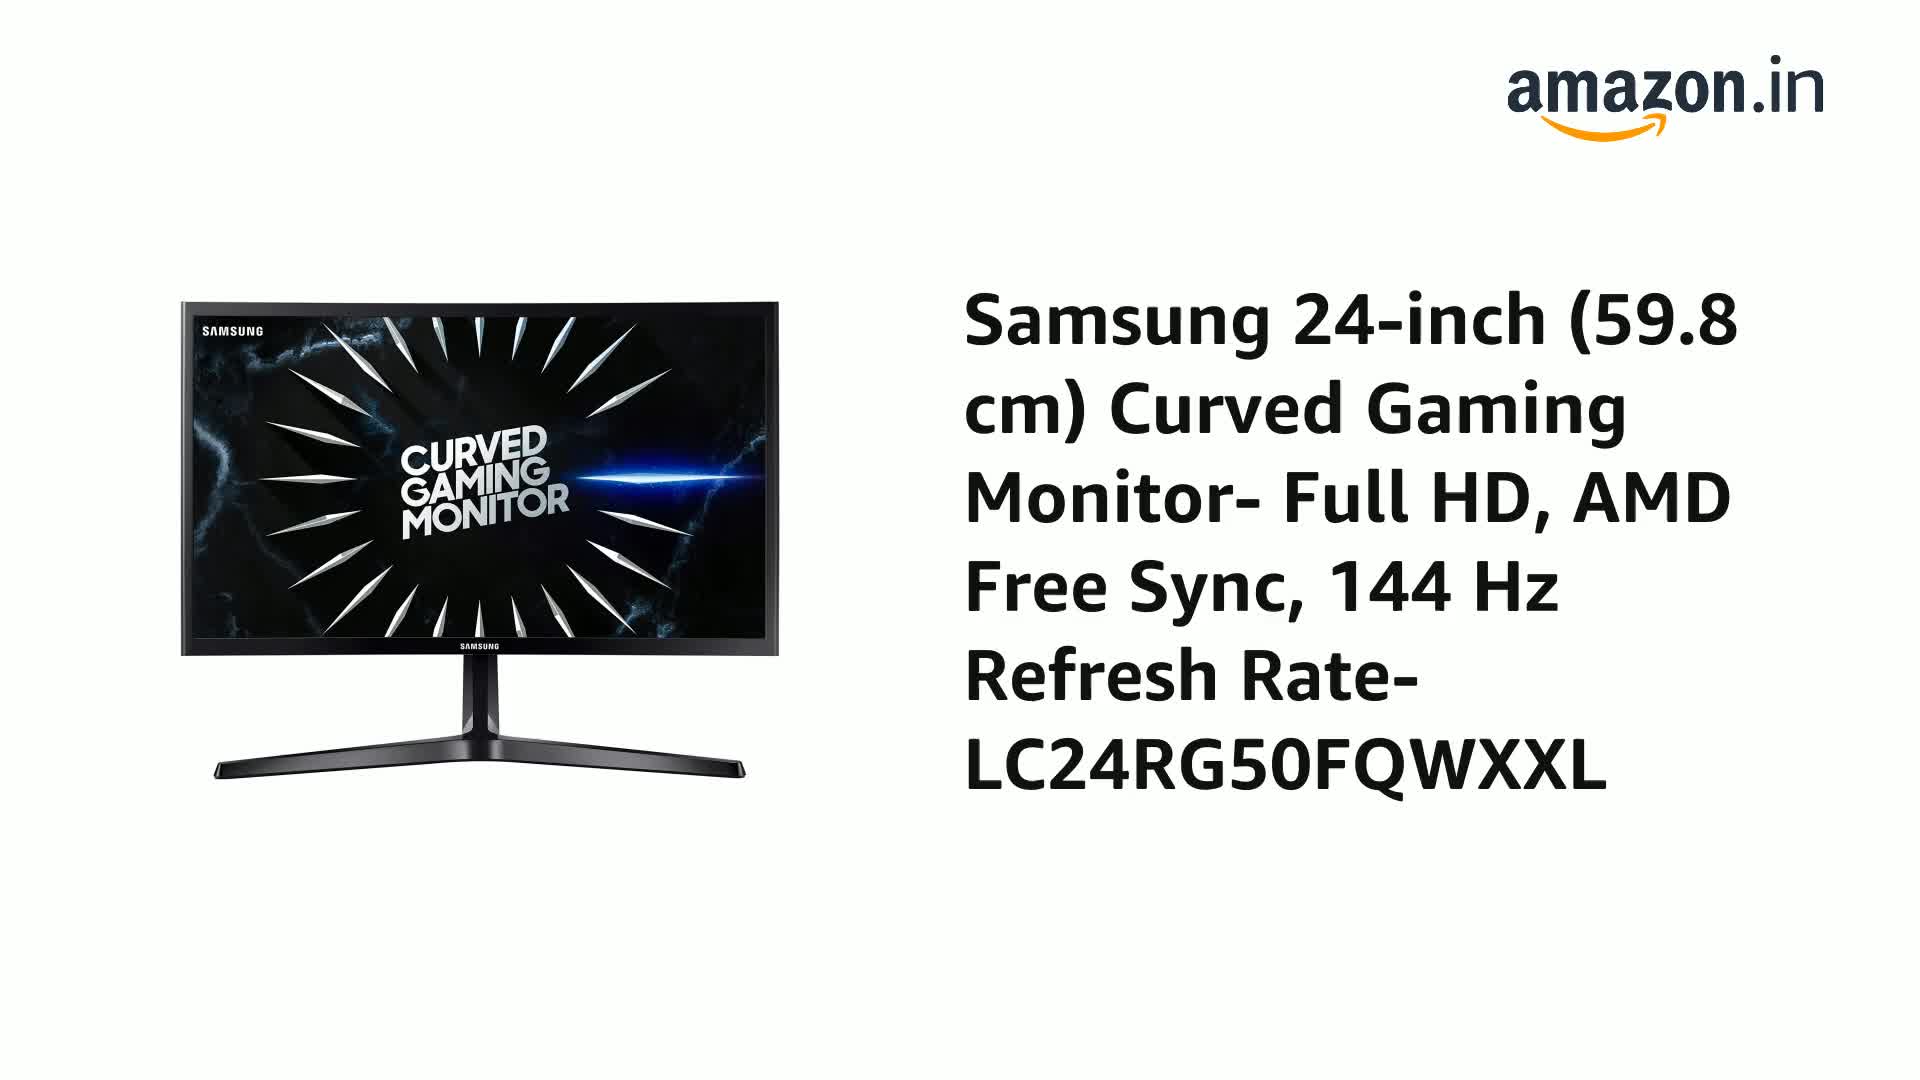 amazon.in
SAMSUNG
CURVED
GAMING
MONITOR
SAMSUNG
Samsung 24-inch (59.8
cm) Curved Gaming
Monitor- Full HD, AMD
Free Sync, 144 Hz
Refresh Rate-
LC24RG50FQWXXL